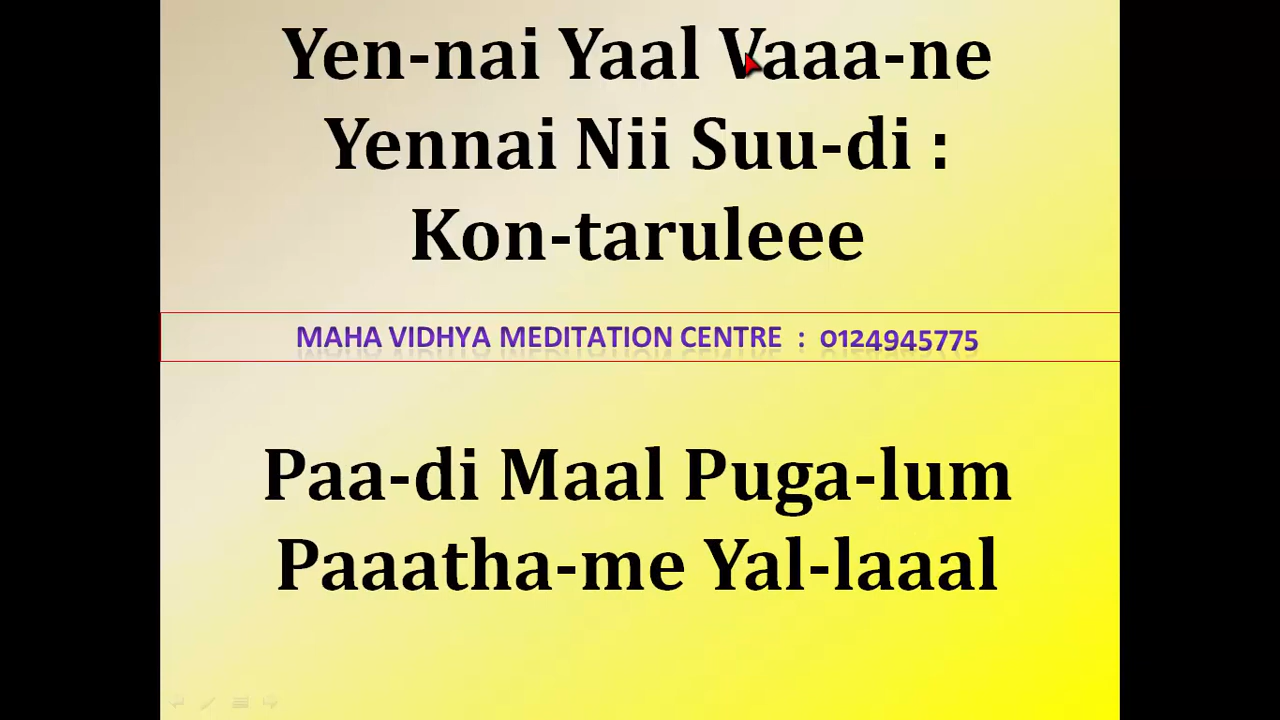 Yen-nai Yaal Vaaa-ne
Yennai Nii Suu-di :
Kon-taruleee
MAHA VIDHYA MEDITATION CENTRE : 0124945775
Paa-di Maal Puga-lum
Paaatha-me Yal-laaal